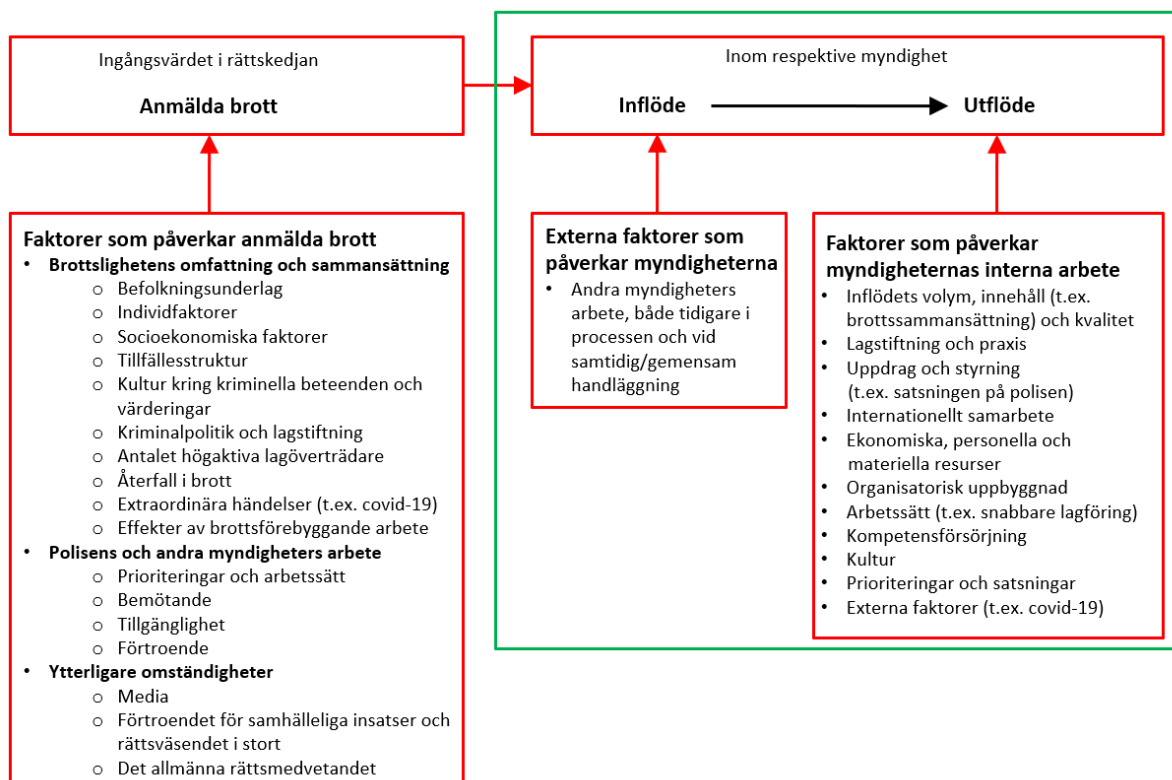 Ingångsvärdet i rättskedjan
Anmälda brott
Inom respektive myndighet
Inflöde
Utflöde
Faktorer som påverkar anmälda brott
• Brottslighetens omfattning och sammansättning
o Befolkningsunderlag
o Individfaktorer
o Socioekonomiska faktorer
o Tillfällesstruktur
o Kultur kring kriminella beteenden och
värderingar
o Kriminalpolitik och lagstiftning
o Antalet högaktiva lagöverträdare
o Återfall i brott
o Extraordinära händelser (t.ex. covid-19)
o Effekter av brottsförebyggande arbete
• Polisens och andra myndigheters arbete
o Prioriteringar och arbetssätt
o Bemötande
o Tillgänglighet
o Förtroende
• Ytterligare omständigheter
o Media
o Förtroendet för samhälleliga insatser och
rättsväsendet i stort
o Det allmänna rättsmedvetandet
Externa faktorer som
påverkar myndigheterna
• Andra myndigheters
arbete, både tidigare i
processen och vid
samtidig/gemensam
handläggning
Faktorer som påverkar
myndigheternas interna arbete
• Inflödets volym, innehåll (t.ex.
brottssammansättning) och kvalitet
• Lagstiftning och praxis
• Uppdrag och styrning
(t.ex. satsningen på polisen)
• Internationellt samarbete
• Ekonomiska, personella och
materiella resurser
• Organisatorisk uppbyggnad
• Arbetssätt (t.ex. snabbare lagföring)
• Kompetensförsörjning
• Kultur
• Prioriteringar och satsningar
• Externa faktorer (t.ex. covid-19)